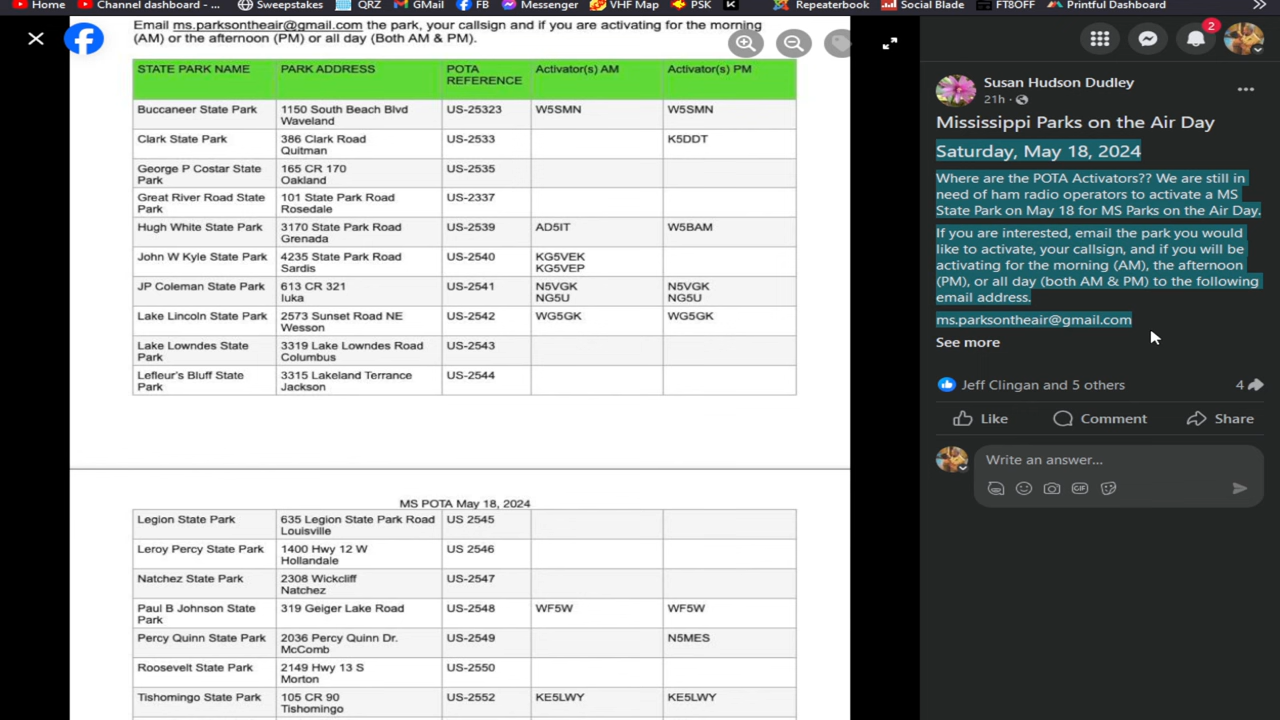 Home
Channel dashboard - ...
Sweepstakes
QRZ
GMail
FB
Messenger
VHF Map
PSK
Repeaterbook
Social Blade
FT8OFF
Printful Dashboard
Email ms.parksontheair@gmail.com the park, your callsign and if you are activating for the morning
(AM) or the afternoon (PM) or all day (Both AM & PM).
STATE PARK NAME PARK ADDRESS POTA REFERENCE Activator(s) AM Activator(s) PM
Buccaneer State Park 1150 South Beach Blvd US-25323 W5SMN W5SMN
Waveland
Clark State Park 386 Clark Road US-2533 K5DDT
Quitman
George P Costar State 165 CR 170 US-2535
Park Oakland
Great River Road State 101 State Park Road US-2337
Park Rosedale
Hugh White State Park 3170 State Park Road US-2539 AD5IT W5BAM
Grenada
John W Kyle State Park 4235 State Park Road US-2540 KG5VEK
Sardis KG5VEP
JP Coleman State Park 613 CR 321 US-2541 N5VGK N5VGK
Iuka NG5U NG5U
Lake Lincoln State Park 2573 Sunset Road NE US-2542 WG5GK WG5GK
Wesson
Lake Lowndes State 3319 Lake Lowndes Road US-2543
Park Columbus
Lefleur's Bluff State 3315 Lakeland Terrance US-2544
Park Jackson
MS POTA May 18, 2024
Legion State Park 635 Legion State Park Road US 2545
Louisville
Leroy Percy State Park 1400 Hwy 12 W US 2546
Hollandale
Natchez State Park 2308 Wickcliff US-2547
Natchez
Paul B Johnson State 319 Geiger Lake Road US-2548 WF5W WF5W
Park
Percy Quinn State Park 2036 Percy Quinn Dr. US-2549 N5MES
McComb
Roosevelt State Park 2149 Hwy 13 S US-2550
Morton
Tishomingo State Park 105 CR 90 US-2552 KE5LWY KE5LWY
Tishomingo
2
Susan Hudson Dudley
21h
Mississippi Parks on the Air Day
Saturday, May 18, 2024
Where are the POTA Activators?? We are still in
need of ham radio operators to activate a MS
State Park on May 18 for MS Parks on the Air Day.
If you are interested, email the park you would
like to activate, your callsign, and if you will be
activating for the morning (AM), the afternoon
(PM), or all day (both AM & PM) to the following
email address.
ms.parksontheair@gmail.com
See more
Jeff Clingan and 5 others 4
Like Comment Share
Write an answer...
GIF